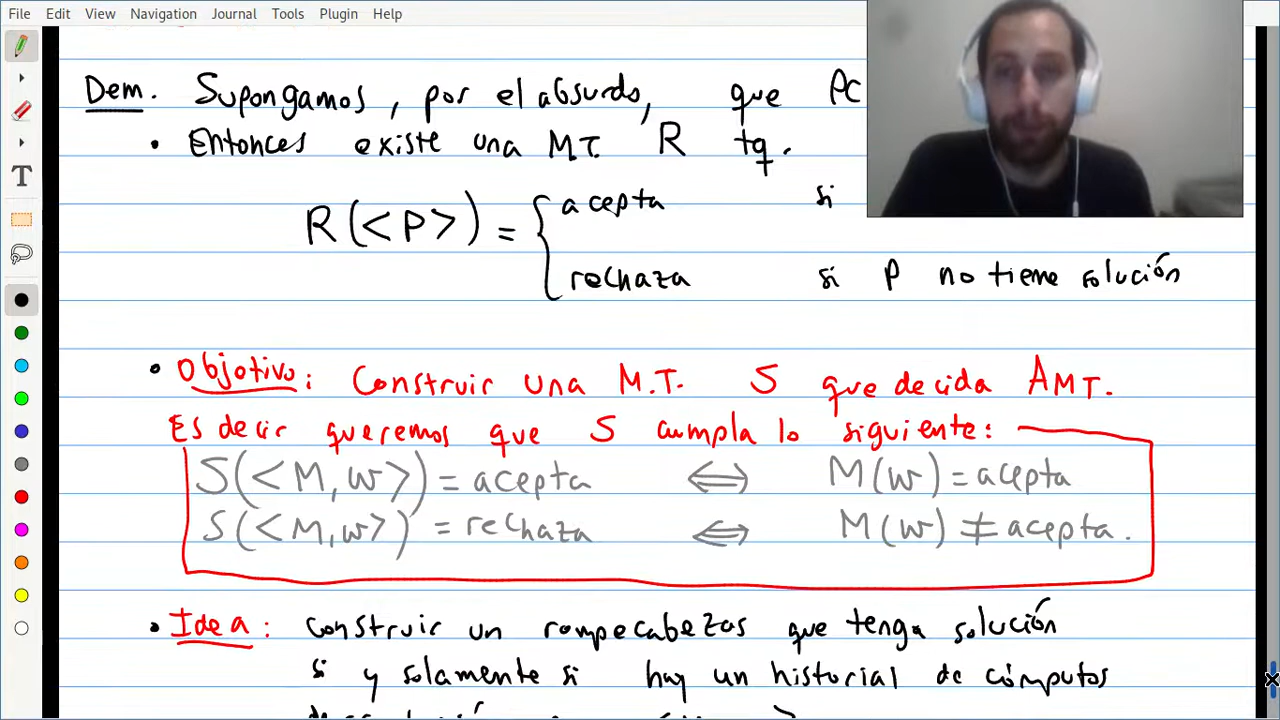 File Edit View Navigation Journal Tools Plugin Help
Dem. Supongamos, por el absurdo, que PC
• Entonces existe una M.T. R tq.
R(<P>) = { acepta si
rechaza si P no tiene solución
• Objetivo: Construir una M.T. S que decida AMT.
Es decir queremos que S cumpla lo siguiente:
S(<M,w>) = acepta ⟺ M(w) = acepta
S(<M,w>) = rechaza ⟺ M(w) ≠ acepta.
• Idea: construir un rompecabezas que tenga solución
si y solamente si hay un historial de cómputos